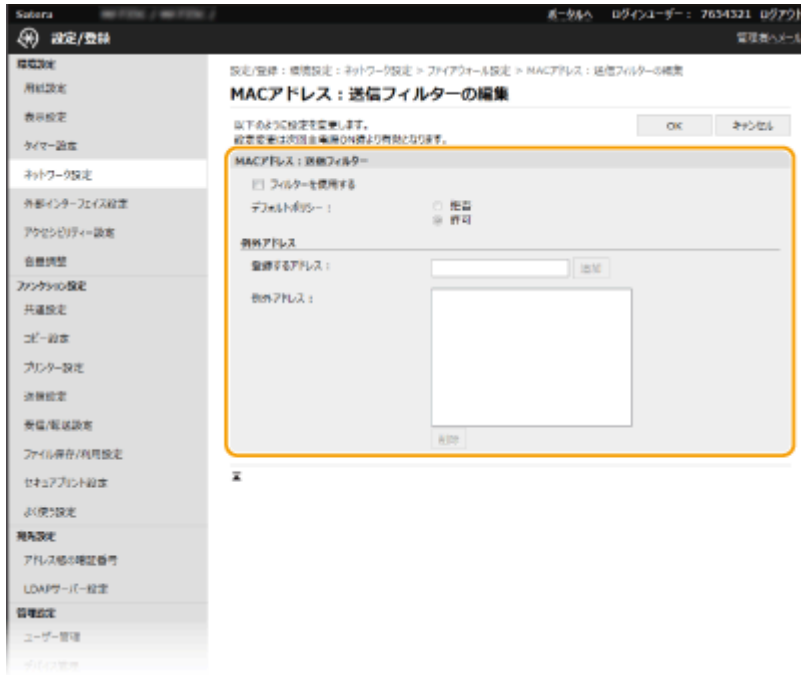 Satera
ポータルへ ログインユーザー： 7654321 ログアウト
設定/登録
管理者へメール
環境設定
用紙設定
表示設定
タイマー設定
ネットワーク設定
外部インターフェイス設定
アクセシビリティー設定
音量調整
ファンクション設定
共通設定
コピー設定
プリンター設定
送信設定
受信/転送設定
ファイル保存/利用設定
セキュアプリント設定
よく使う設定
宛先設定
アドレス帳の暗証番号
LDAPサーバー設定
管理設定
ユーザー管理
デバイス管理
設定/登録：環境設定：ネットワーク設定 > ファイアウォール設定 > MACアドレス：送信フィルターの編集
MACアドレス：送信フィルターの編集
以下のように設定を変更します。
設定変更は次回主電源ON時より有効となります。
OK キャンセル
MACアドレス：送信フィルター
フィルターを使用する
デフォルトポリシー： 拒否
許可
例外アドレス
登録するアドレス： 追加
例外アドレス：
削除